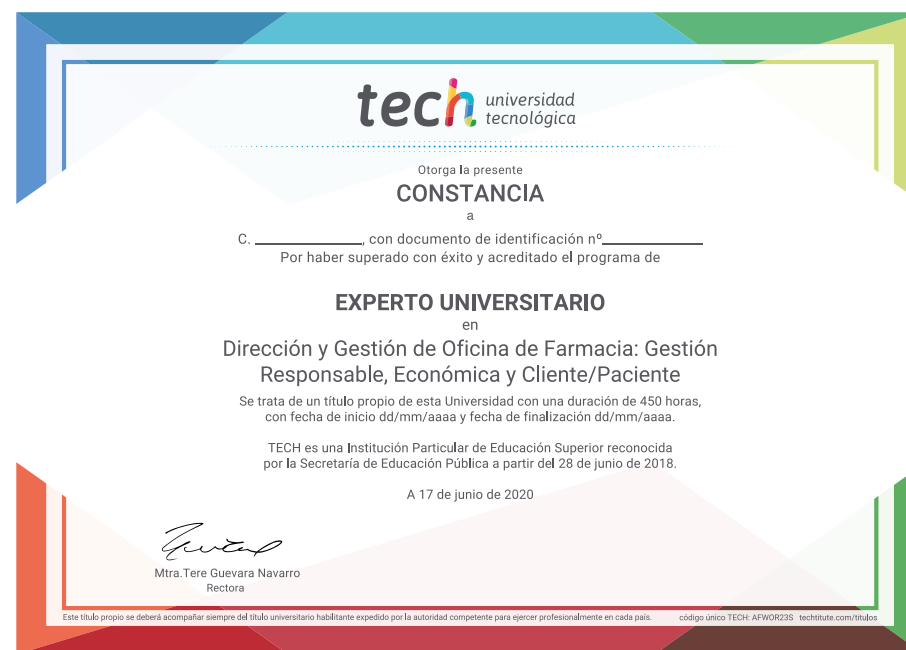 tech universidad
tecnológica
Otorga la presente
CONSTANCIA
a
C. ____________, con documento de identificación nº____________
Por haber superado con éxito y acreditado el programa de
EXPERTO UNIVERSITARIO
en
Dirección y Gestión de Oficina de Farmacia: Gestión
Responsable, Económica y Cliente/Paciente
Se trata de un título propio de esta Universidad con una duración de 450 horas,
con fecha de inicio dd/mm/aaaa y fecha de finalización dd/mm/aaaa.
TECH es una Institución Particular de Educación Superior reconocida
por la Secretaría de Educación Pública a partir del 28 de junio de 2018.
A 17 de junio de 2020
Mtra.Tere Guevara Navarro
Rectora
Este título propio se deberá acompañar siempre del título universitario habilitante expedido por la autoridad competente para ejercer profesionalmente en cada país. código único TECH: AFWOR23S techtitute.com/titulos